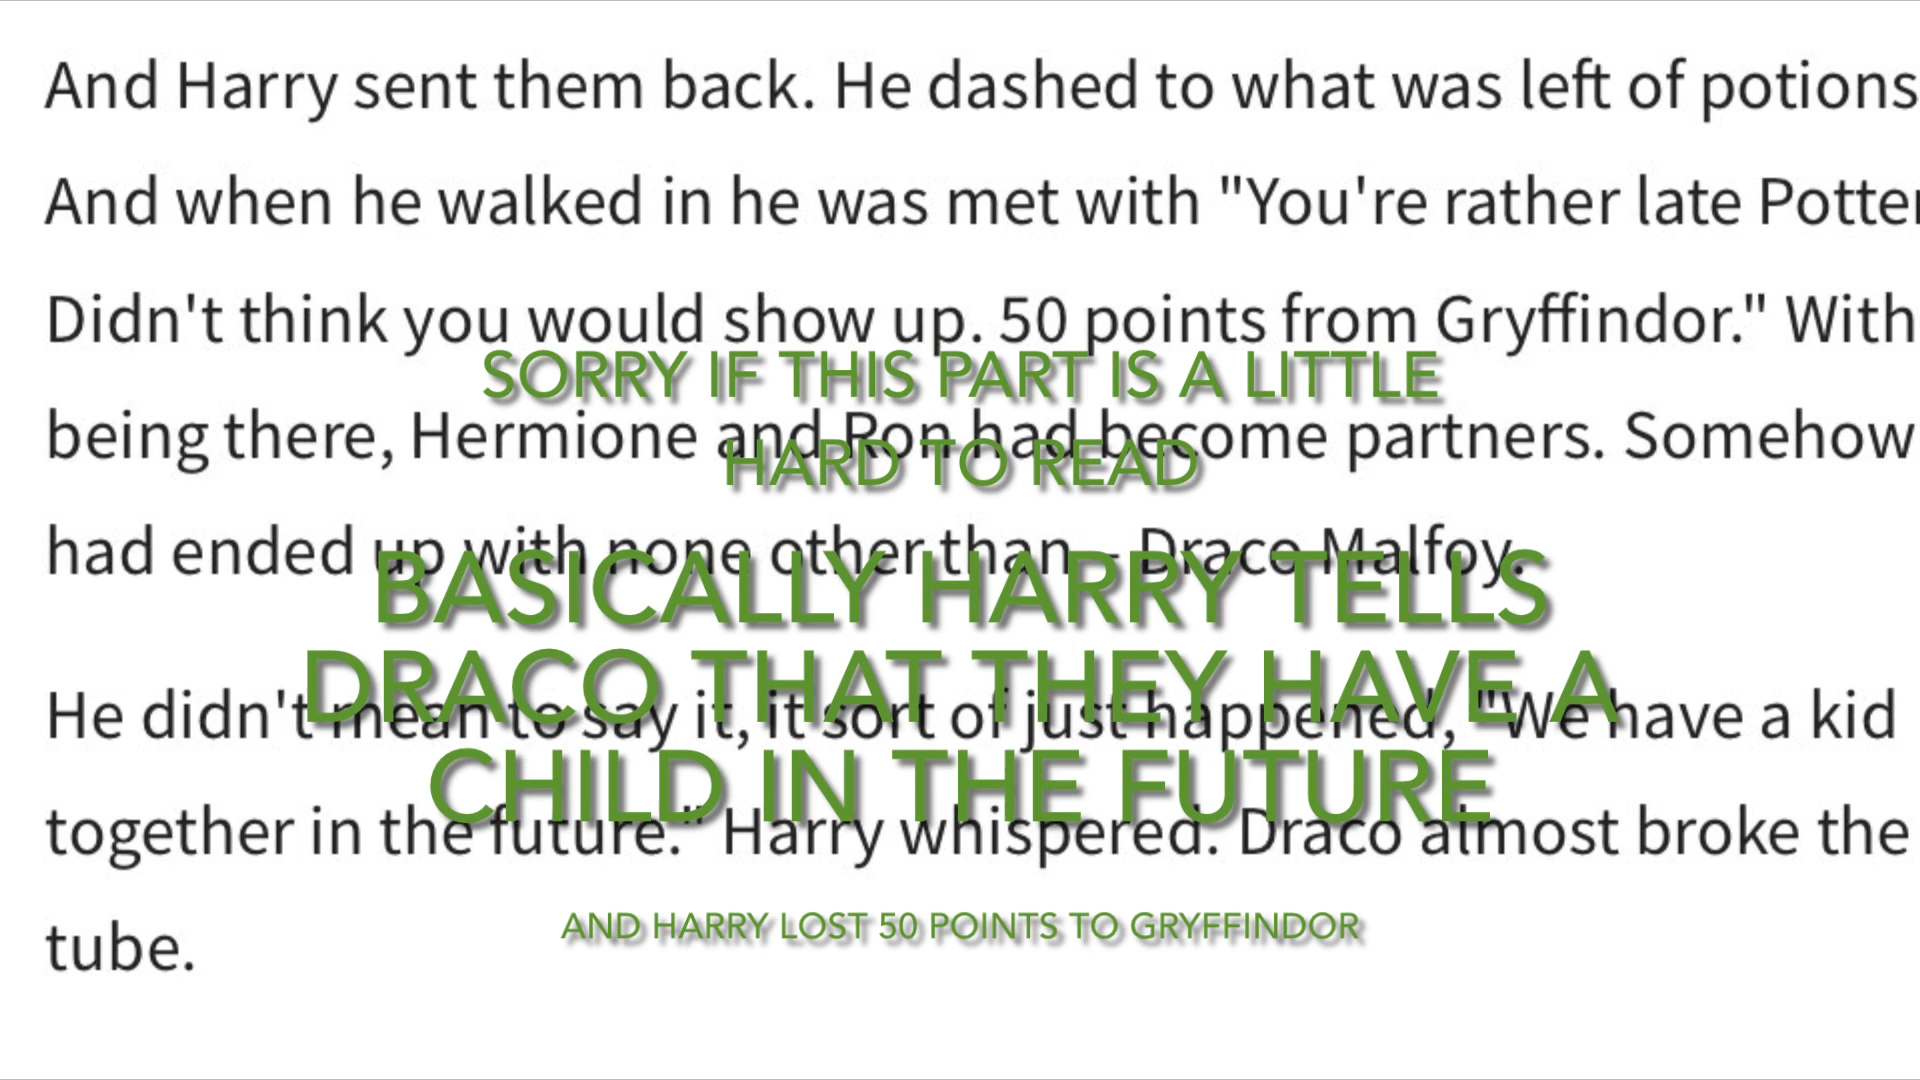 And Harry sent them back. He dashed to what was left of potions
And when he walked in he was met with "You're rather late Potter
Didn't think you would show up. 50 points from Gryffindor." With
being there, Hermione and Ron had become partners. Somehow
had ended up with none other than - Draco Malfoy.
He didn't mean to say it, it sort of just happened, "We have a kid
together in the future." Harry whispered. Draco almost broke the
tube.
SORRY IF THIS PART IS A LITTLE
HARD TO READ
BASICALLY HARRY TELLS
DRACO THAT THEY HAVE A
CHILD IN THE FUTURE
AND HARRY LOST 50 POINTS TO GRYFFINDOR